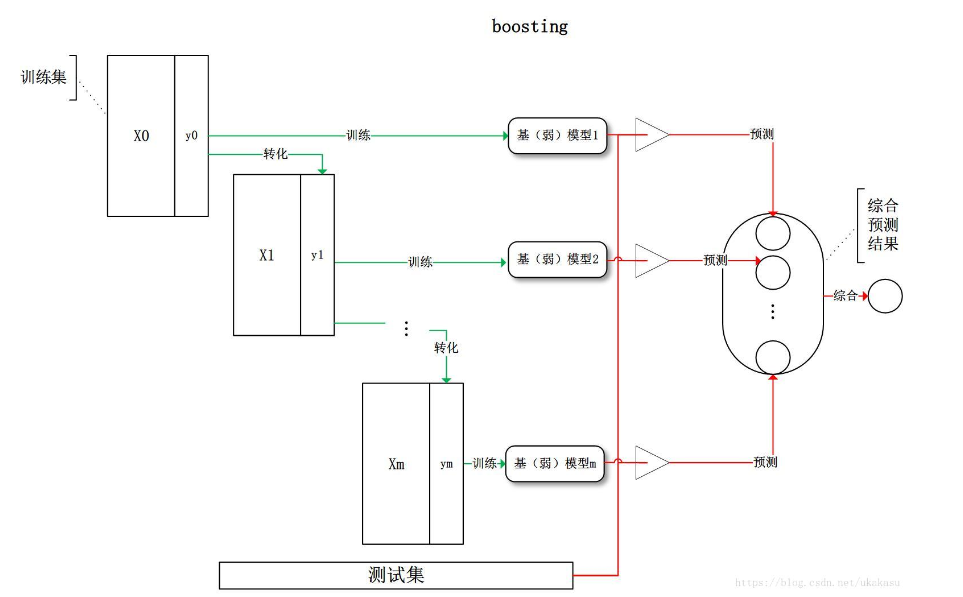 boosting
训练集
X0
y0
训练
基（弱）模型1
预测
转化
综合
预测
结果
X1
y1
训练
基（弱）模型2
预测
综合
转化
Xm
ym
训练
基（弱）模型m
预测
测试集
https://blog.csdn.net/ukakasu